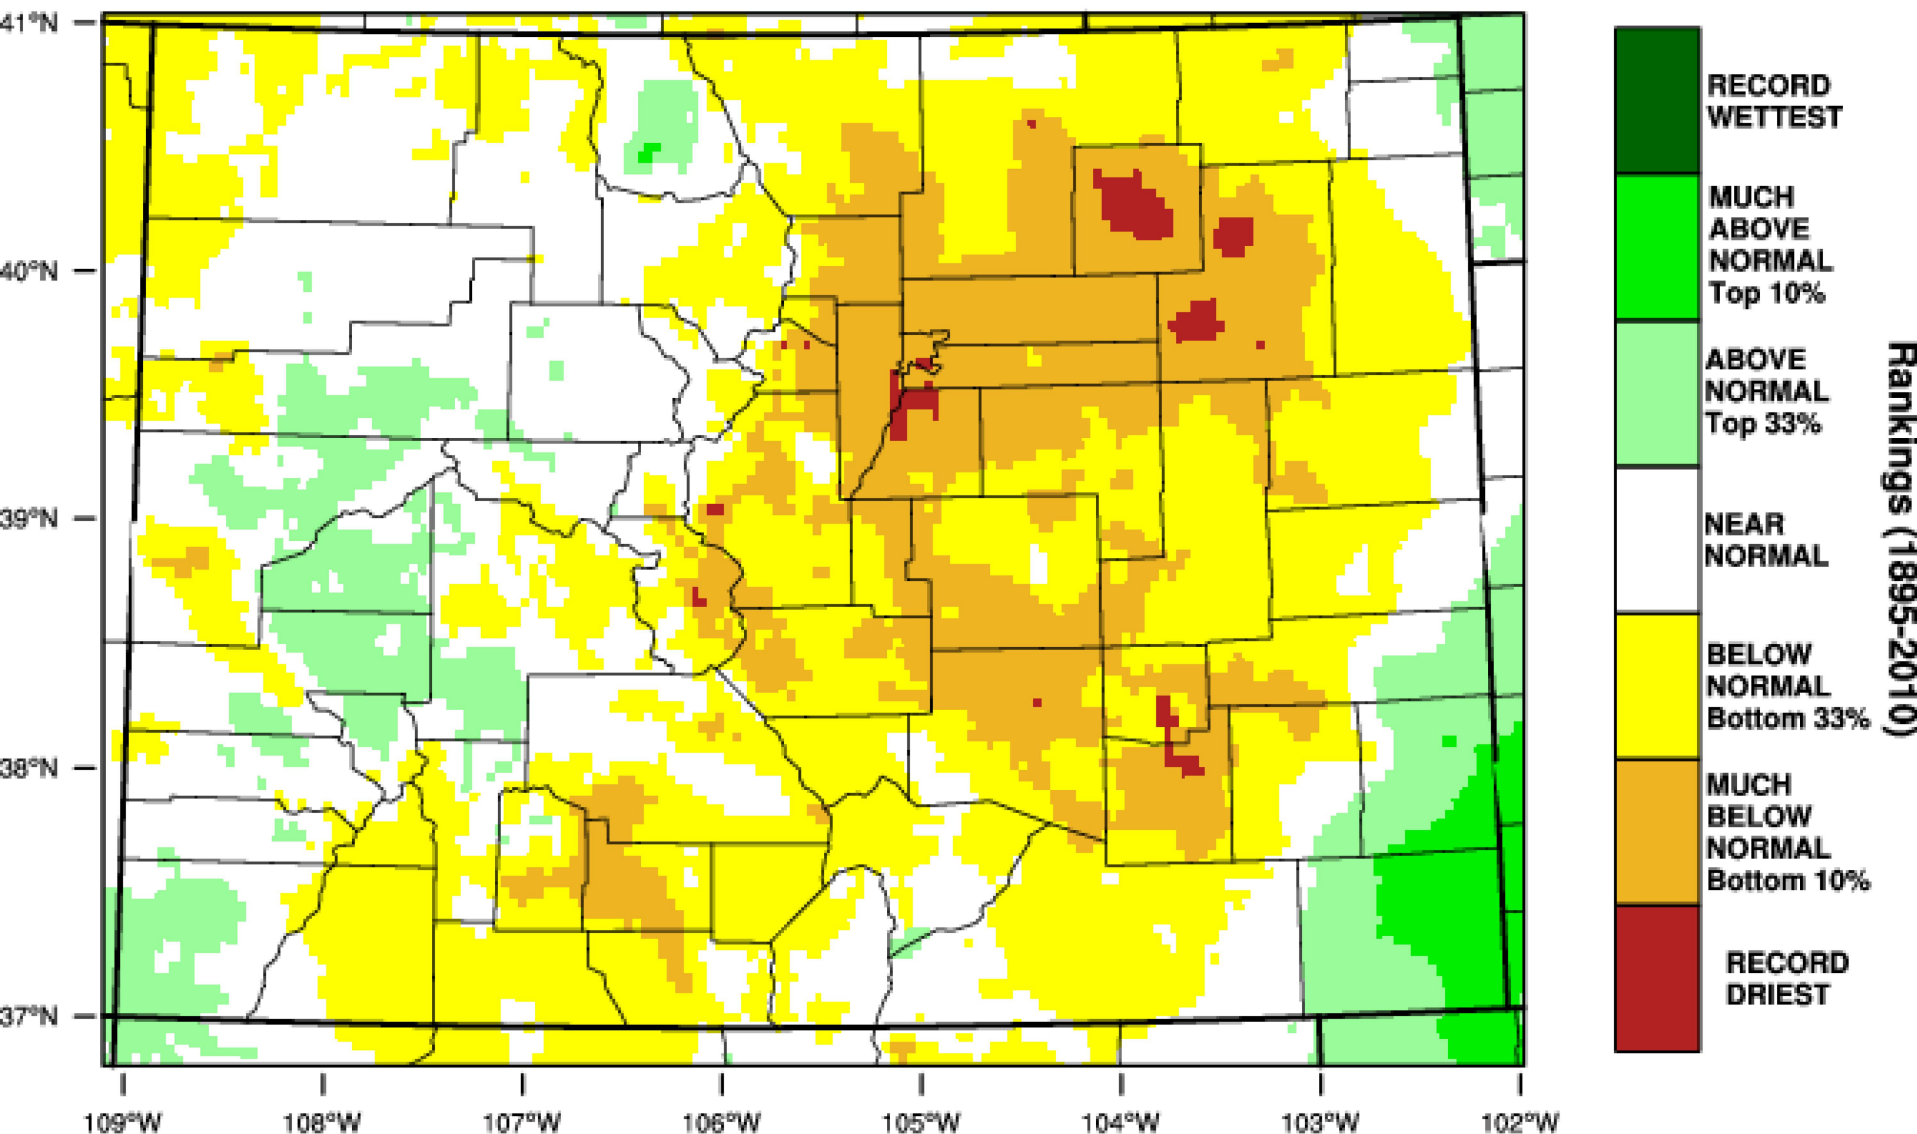 41°N
40°N
39°N
38°N
37°N
109°W
108°W
107°W
106°W
105°W
104°W
103°W
102°W
RECORD
WETTEST
MUCH
ABOVE
NORMAL
Top 10%
ABOVE
NORMAL
Top 33%
NEAR
NORMAL
BELOW
NORMAL
Bottom 33%
MUCH
BELOW
NORMAL
Bottom 10%
RECORD
DRIEST
Rankings (1895-2010)